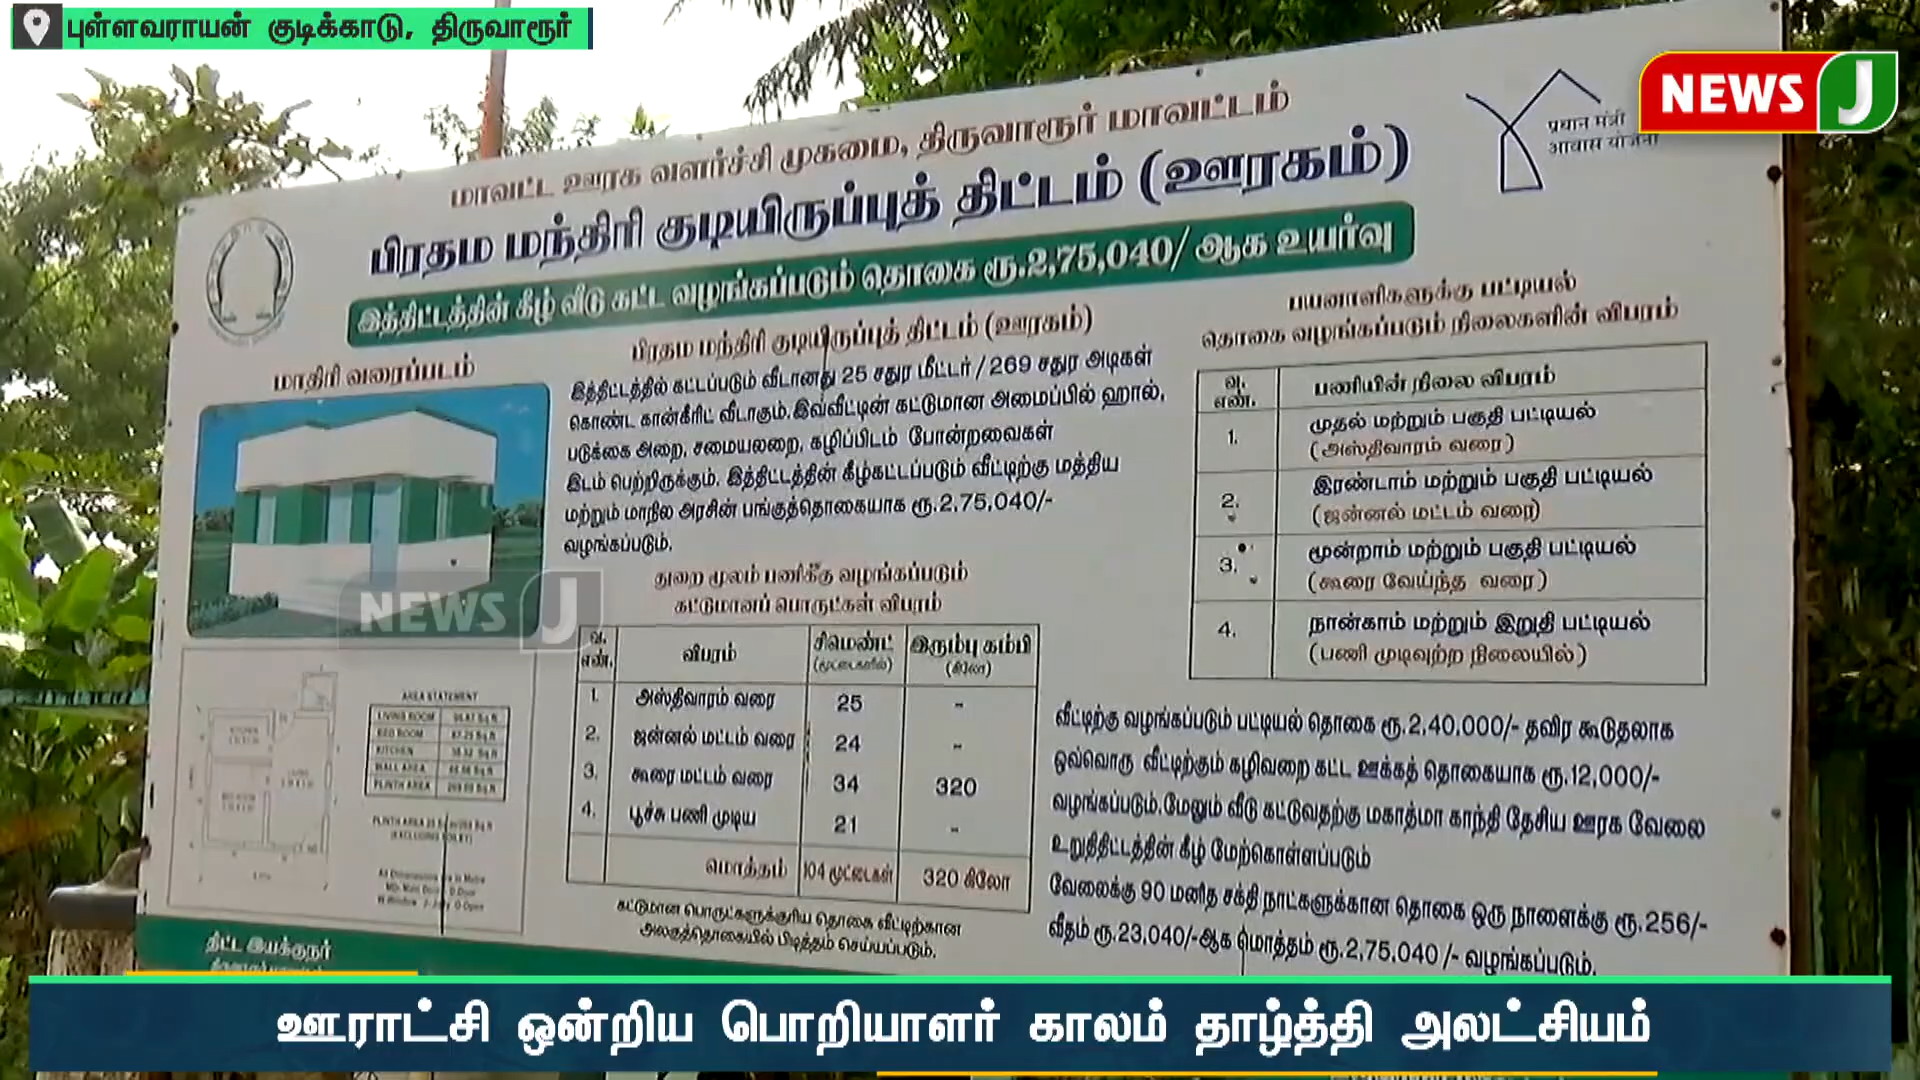 புள்ளவராயன் குடிக்காடு, திருவாரூர்
NEWS J
மாவட்ட ஊரக வளர்ச்சி முகமை, திருவாரூர் மாவட்டம்
பிரதம மந்திரி குடியிருப்புத் திட்டம் (ஊரகம்)
प्रधान मंत्री
आवास योजना
இத்திட்டத்தின் கீழ் வீடு கட்ட வழங்கப்படும் தொகை ரூ.2,75,040/ ஆக உயர்வு
மாதிரி வரைப்படம்
பிரதம மந்திரி குடியிருப்புத் திட்டம் (ஊரகம்)
இத்திட்டத்தில் கட்டப்படும் வீடானது 25 சதுர மீட்டர் / 269 சதுர அடிகள்
கொண்ட கான்கிரிட் வீடாகும். இவ்வீட்டின் கட்டுமான அமைப்பில் ஹால்,
படுக்கை அறை, சமையலறை, கழிப்பிடம் போன்றவைகள்
இடம் பெற்றிருக்கும். இத்திட்டத்தின் கீழ்கட்டப்படும் வீட்டிற்கு மத்திய
மற்றும் மாநில அரசின் பங்குத்தொகையாக ரூ.2,75,040/-
வழங்கப்படும்.
துறை மூலம் பணிக்கு வழங்கப்படும்
கட்டுமானப் பொருட்கள் விபரம்
வ. எண். விபரம் சிமெண்ட் (மூட்டைகளில்) இரும்பு கம்பி (கிலோ)
1. அஸ்திவாரம் வரை 25 -
2. ஜன்னல் மட்டம் வரை 24 -
3. கூரை மட்டம் வரை 34 320
4. பூச்சு பணி முடிய 21 -
மொத்தம் 104 மூட்டைகள் 320 கிலோ
கட்டுமான பொருட்களுக்குரிய தொகை வீட்டிற்கான
அலகுத்தொகையில் பிடித்தம் செய்யப்படும்.
பயனாளிகளுக்கு பட்டியல்
தொகை வழங்கப்படும் நிலைகளின் விபரம்
வ. எண். பணியின் நிலை விபரம்
1. முதல் மற்றும் பகுதி பட்டியல்
(அஸ்திவாரம் வரை)
2. இரண்டாம் மற்றும் பகுதி பட்டியல்
(ஜன்னல் மட்டம் வரை)
3. மூன்றாம் மற்றும் பகுதி பட்டியல்
(கூரை வேய்ந்த வரை)
4. நான்காம் மற்றும் இறுதி பட்டியல்
(பணி முடிவுற்ற நிலையில்)
வீட்டிற்கு வழங்கப்படும் பட்டியல் தொகை ரூ.2,40,000/- தவிர கூடுதலாக
ஒவ்வொரு வீட்டிற்கும் கழிவறை கட்ட ஊக்கத் தொகையாக ரூ.12,000/-
வழங்கப்படும்.மேலும் வீடு கட்டுவதற்கு மகாத்மா காந்தி தேசிய ஊரக வேலை
உறுதிதிட்டத்தின் கீழ் மேற்கொள்ளப்படும்
வேலைக்கு 90 மனித சக்தி நாட்களுக்கான தொகை ஒரு நாளைக்கு ரூ.256/-
வீதம் ரூ.23,040/-ஆக மொத்தம் ரூ.2,75,040 /- வழங்கப்படும்.
NEWS J
AREA STATEMENT
LIVING ROOM
BED ROOM
KITCHEN
WALL AREA
PLINTH AREA
திட்ட இயக்குநர்
ஊராட்சி ஒன்றிய பொறியாளர் காலம் தாழ்த்தி அலட்சியம்